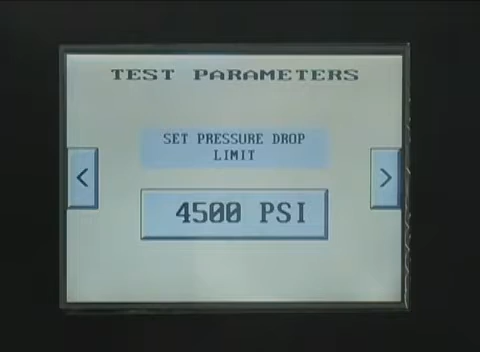 TEST PARAMETERS
SET PRESSURE DROP
LIMIT
< >
4500 PSI